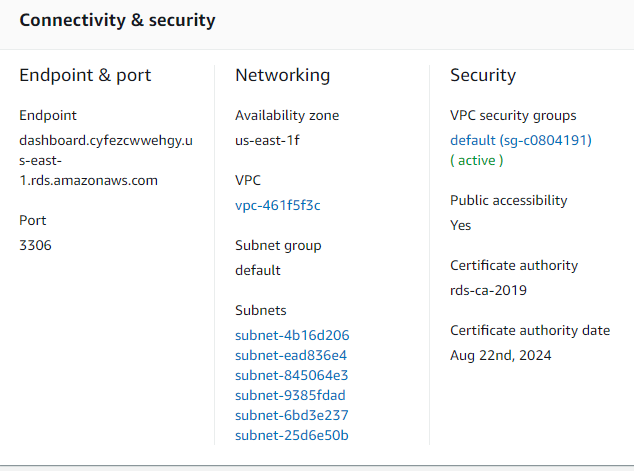 Connectivity & security
Endpoint & port
Endpoint
dashboard.cyfezcwwehgy.u
s-east-
1.rds.amazonaws.com
Port
3306
Networking
Availability zone
us-east-1f
VPC
vpc-461f5f3c
Subnet group
default
Subnets
subnet-4b16d206
subnet-ead836e4
subnet-845064e3
subnet-9385fdad
subnet-6bd3e237
subnet-25d6e50b
Security
VPC security groups
default (sg-c0804191)
( active )
Public accessibility
Yes
Certificate authority
rds-ca-2019
Certificate authority date
Aug 22nd, 2024